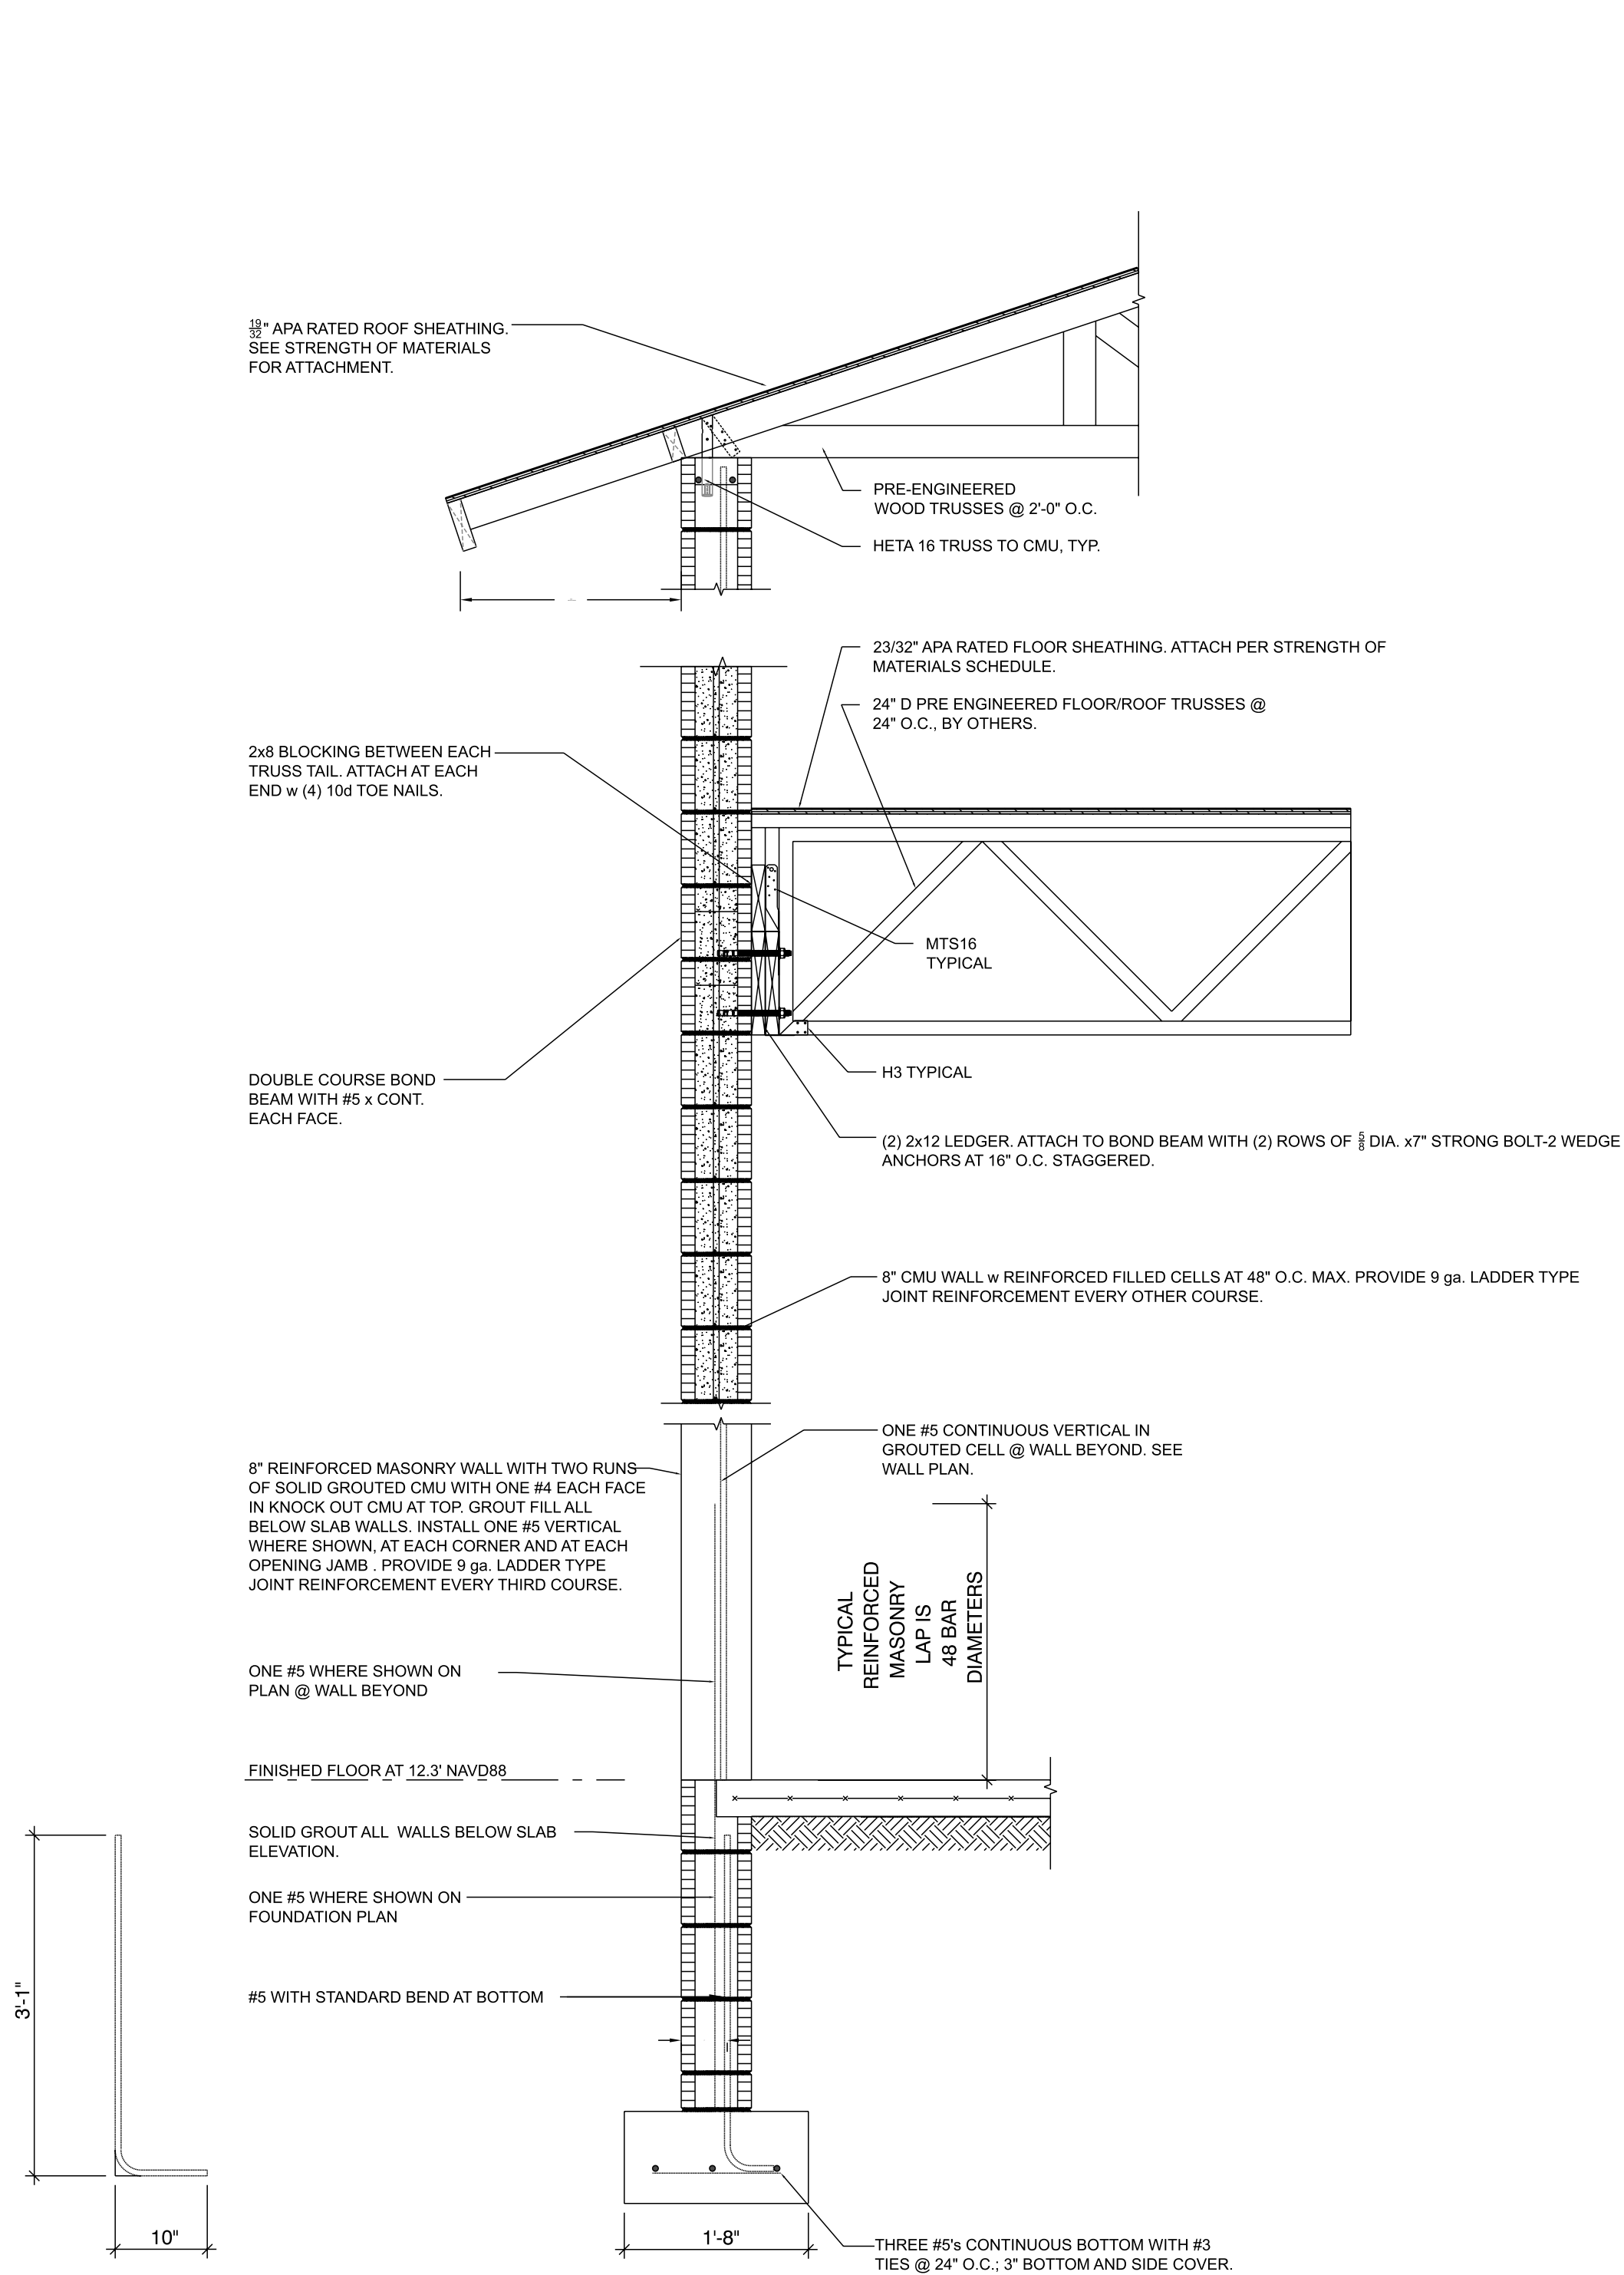 19/32" APA RATED ROOF SHEATHING.
SEE STRENGTH OF MATERIALS
FOR ATTACHMENT.
PRE-ENGINEERED
WOOD TRUSSES @ 2'-0" O.C.
HETA 16 TRUSS TO CMU, TYP.
23/32" APA RATED FLOOR SHEATHING. ATTACH PER STRENGTH OF
MATERIALS SCHEDULE.
24" D PRE ENGINEERED FLOOR/ROOF TRUSSES @
24" O.C., BY OTHERS.
2x8 BLOCKING BETWEEN EACH
TRUSS TAIL. ATTACH AT EACH
END w (4) 10d TOE NAILS.
MTS16
TYPICAL
DOUBLE COURSE BOND
BEAM WITH #5 x CONT.
EACH FACE.
H3 TYPICAL
(2) 2x12 LEDGER. ATTACH TO BOND BEAM WITH (2) ROWS OF 5/8 DIA. x7" STRONG BOLT-2 WEDGE
ANCHORS AT 16" O.C. STAGGERED.
8" CMU WALL w REINFORCED FILLED CELLS AT 48" O.C. MAX. PROVIDE 9 ga. LADDER TYPE
JOINT REINFORCEMENT EVERY OTHER COURSE.
ONE #5 CONTINUOUS VERTICAL IN
GROUTED CELL @ WALL BEYOND. SEE
WALL PLAN.
8" REINFORCED MASONRY WALL WITH TWO RUNS
OF SOLID GROUTED CMU WITH ONE #4 EACH FACE
IN KNOCK OUT CMU AT TOP. GROUT FILL ALL
BELOW SLAB WALLS. INSTALL ONE #5 VERTICAL
WHERE SHOWN, AT EACH CORNER AND AT EACH
OPENING JAMB . PROVIDE 9 ga. LADDER TYPE
JOINT REINFORCEMENT EVERY THIRD COURSE.
TYPICAL
REINFORCED
MASONRY
LAP IS
48 BAR
DIAMETERS
ONE #5 WHERE SHOWN ON
PLAN @ WALL BEYOND
FINISHED FLOOR AT 12.3' NAVD88
SOLID GROUT ALL WALLS BELOW SLAB
ELEVATION.
ONE #5 WHERE SHOWN ON
FOUNDATION PLAN
#5 WITH STANDARD BEND AT BOTTOM
3'-1"
10"
1'-8"
THREE #5's CONTINUOUS BOTTOM WITH #3
TIES @ 24" O.C.; 3" BOTTOM AND SIDE COVER.